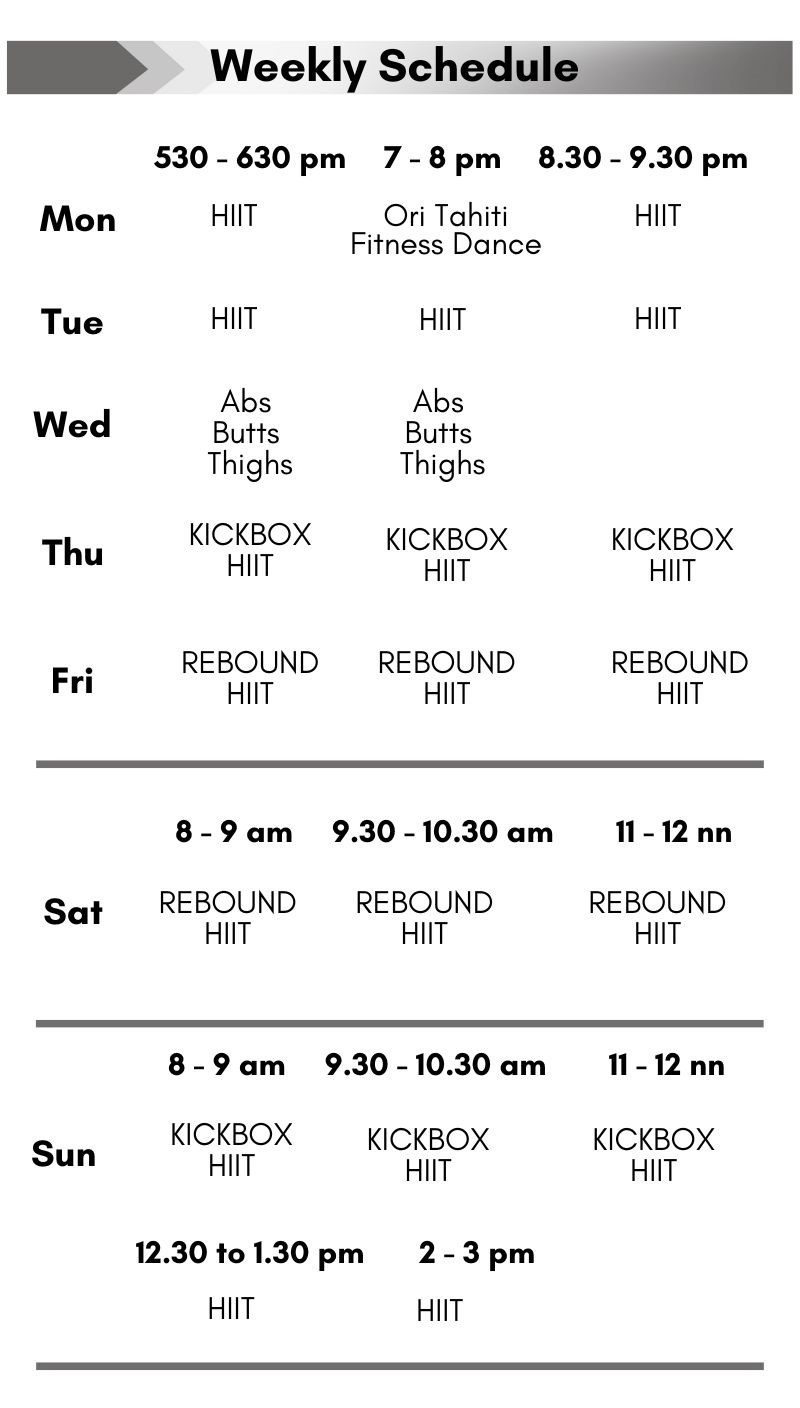 Weekly Schedule
530 - 630 pm 7 - 8 pm 8.30 - 9.30 pm
Mon HIIT Ori Tahiti HIIT
Fitness Dance
Tue HIIT HIIT HIIT
Abs Abs
Wed Butts Butts
Thighs Thighs
Thu KICKBOX KICKBOX KICKBOX
HIIT HIIT HIIT
Fri REBOUND REBOUND REBOUND
HIIT HIIT HIIT
8 - 9 am 9.30 - 10.30 am 11 - 12 nn
Sat REBOUND REBOUND REBOUND
HIIT HIIT HIIT
8 - 9 am 9.30 - 10.30 am 11 - 12 nn
Sun KICKBOX KICKBOX KICKBOX
HIIT HIIT HIIT
12.30 to 1.30 pm 2 - 3 pm
HIIT HIIT